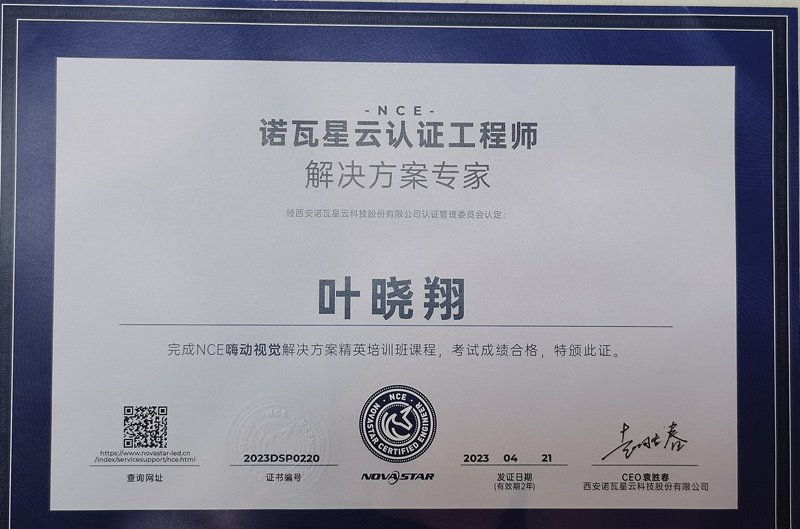 -NCE-
诺瓦星云认证工程师
解决方案专家
经西安诺瓦星云科技股份有限公司认证管理委员会认定：
叶晓翔
完成NCE嗨动视觉解决方案精英培训班课程，考试成绩合格，特颁此证。
https://www.novastar-led.cn
/index/servicesupport/nce.html
查询网址
2023DSP0220
证书编号
NCE
NOVASTAR CERTIFIED ENGINEER
NOVASTAR
2023 04 21
发证日期
(有效期2年)
CEO袁胜春
西安诺瓦星云科技股份有限公司